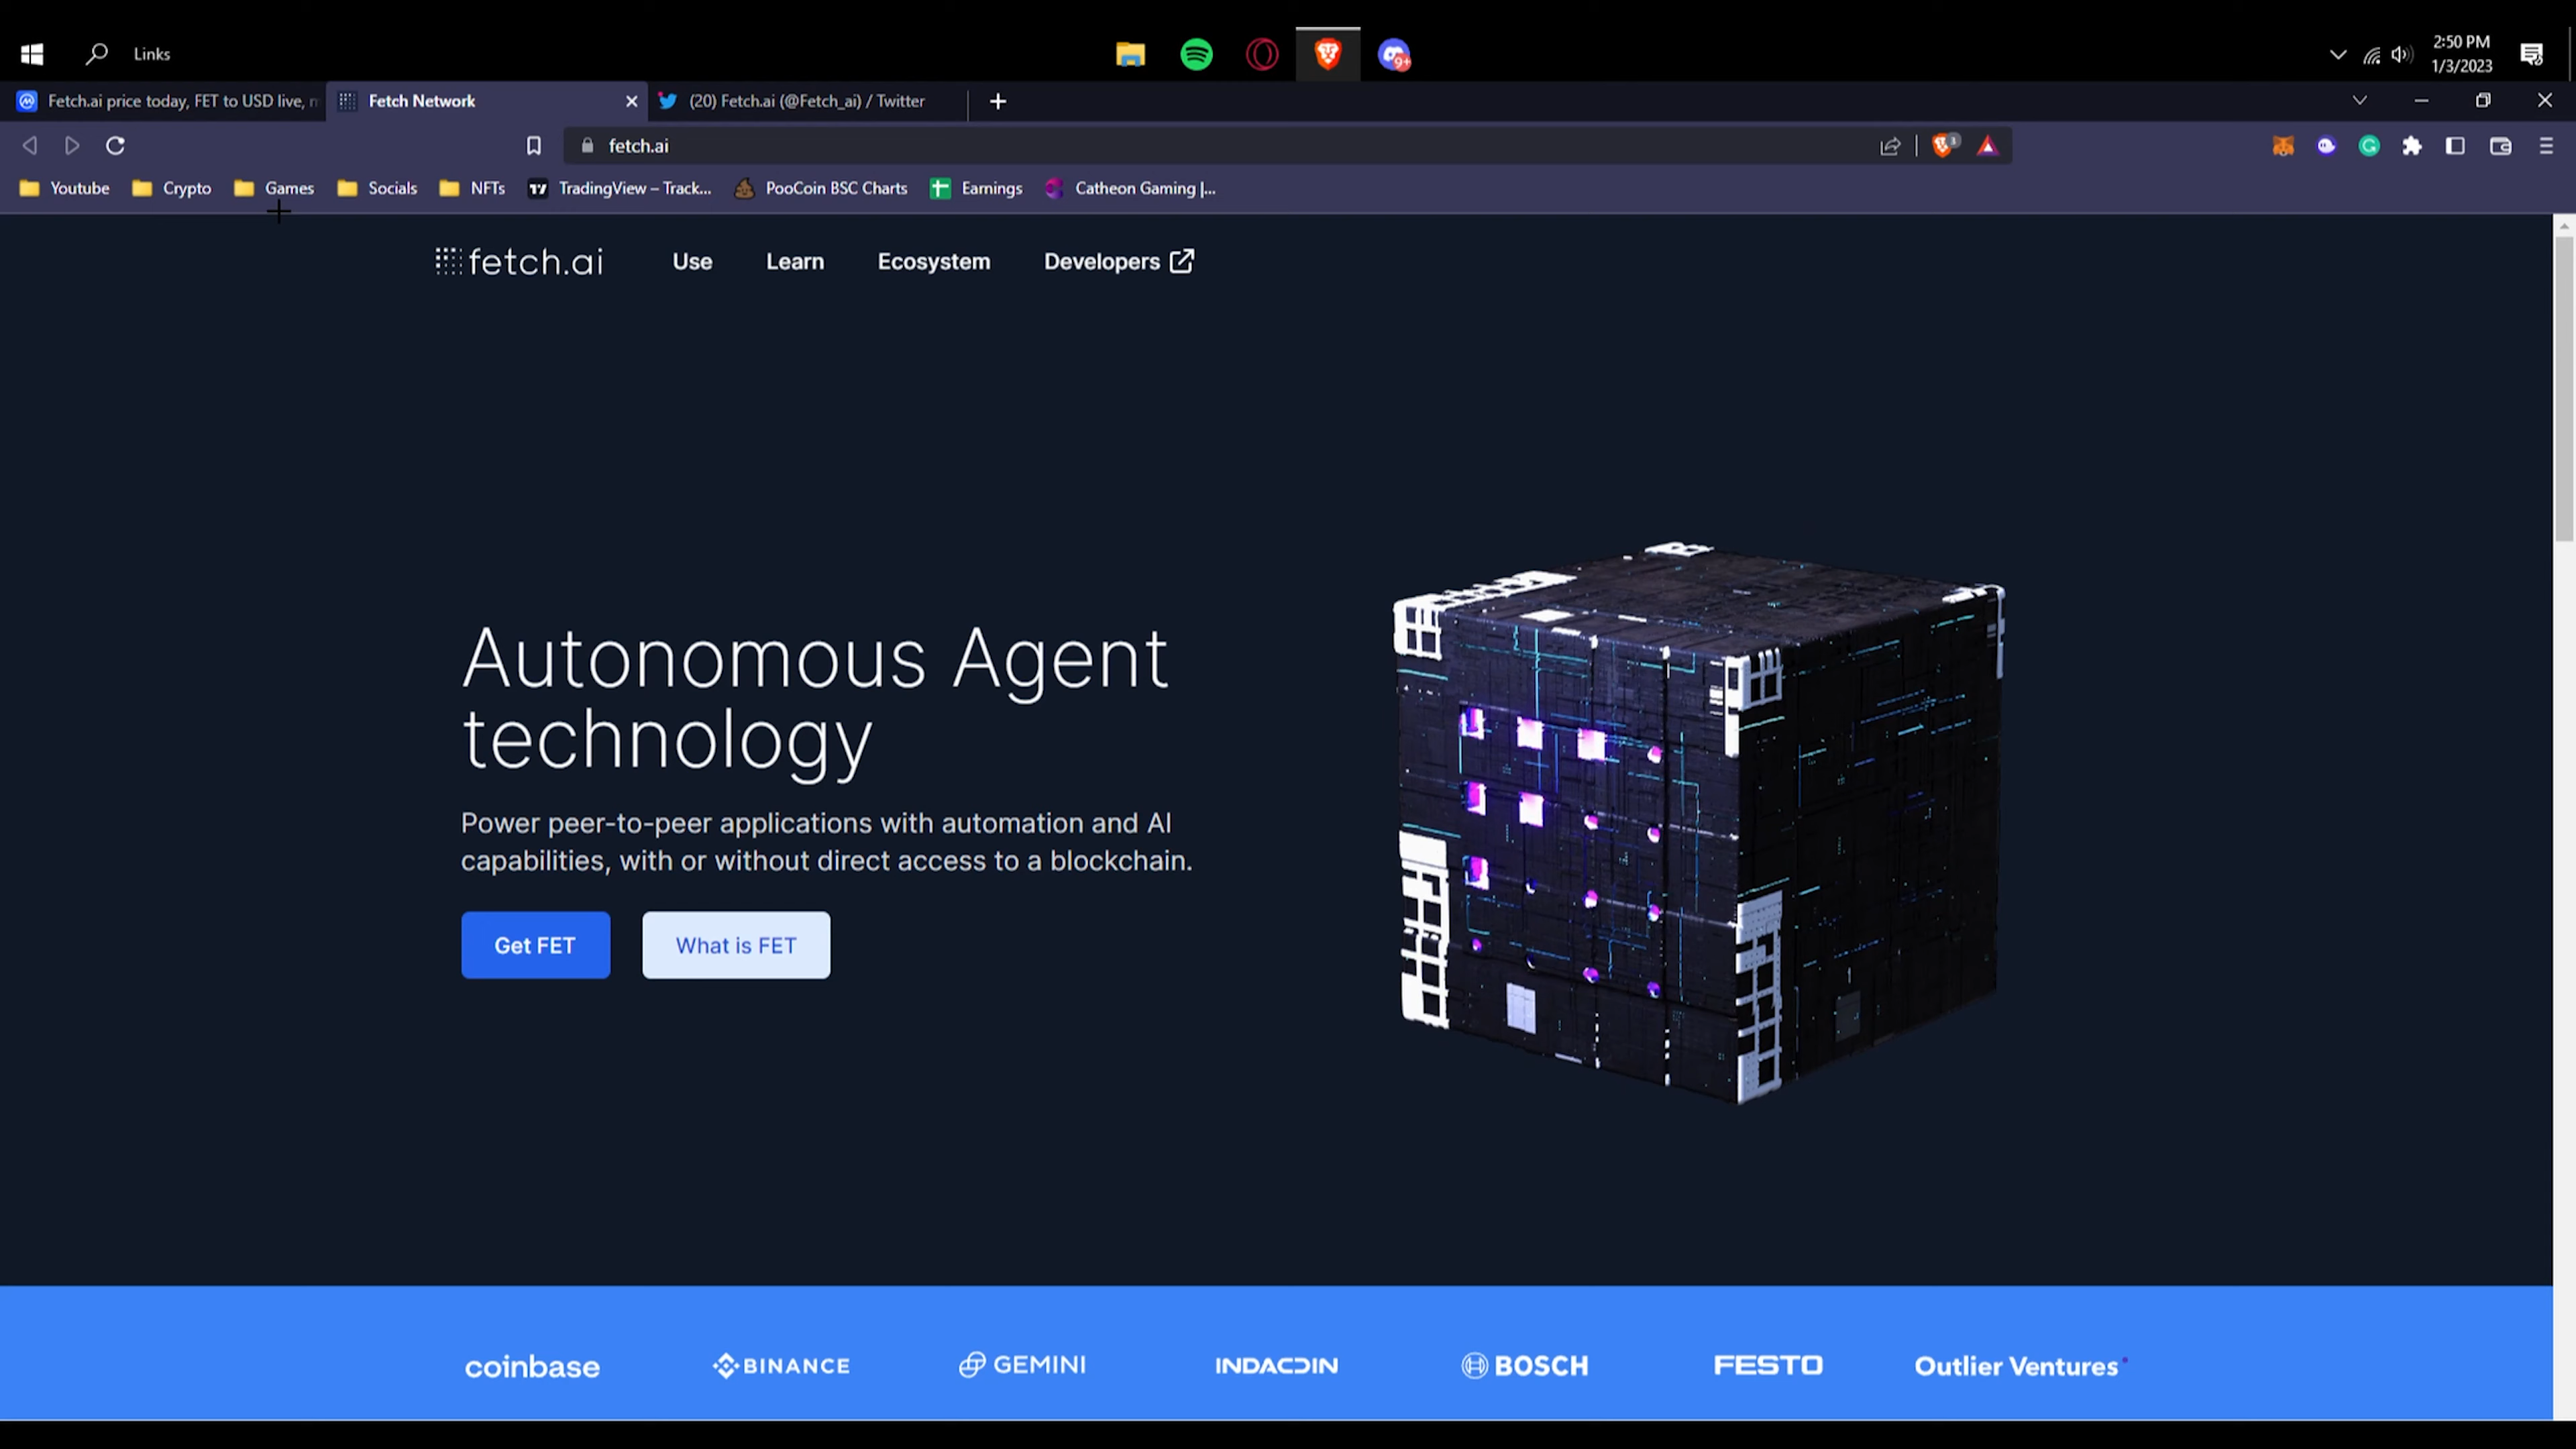 Links
9+
2:50 PM
1/3/2023
Fetch.ai price today, FET to USD live,
Fetch Network
(20) Fetch.ai (@Fetch_ai) / Twitter
fetch.ai
3
Youtube
Crypto
Games
Socials
NFTs
TradingView – Track...
PooCoin BSC Charts
Earnings
Catheon Gaming |...
fetch.ai
Use
Learn
Ecosystem
Developers
Autonomous Agent
technology
Power peer-to-peer applications with automation and AI
capabilities, with or without direct access to a blockchain.
Get FET
What is FET
coinbase
BINANCE
GEMINI
INDACOIN
BOSCH
FESTO
Outlier Ventures